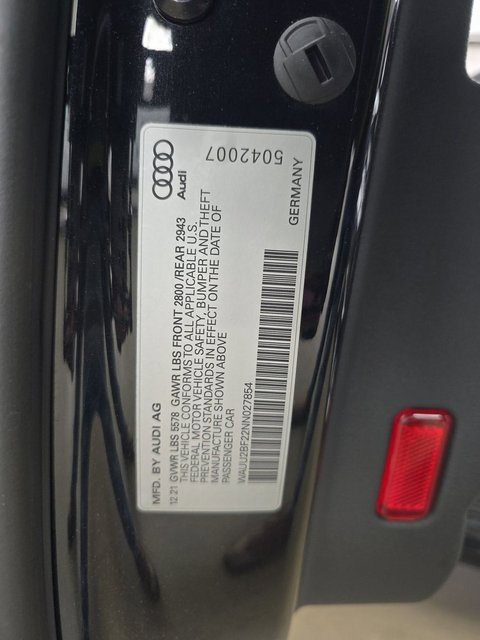 MFD. BY AUDI AG
12.21 GVWR LBS 5578 GAWR LBS FRONT 2800 /REAR 2943
THIS VEHICLE CONFORMS TO ALL APPLICABLE U.S.
FEDERAL MOTOR VEHICLE SAFETY, BUMPER AND THEFT
PREVENTION STANDARDS IN EFFECT ON THE DATE OF
MANUFACTURE SHOWN ABOVE
PASSENGER CAR
WAUU2BF22NN027854
Audi
5042007
GERMANY